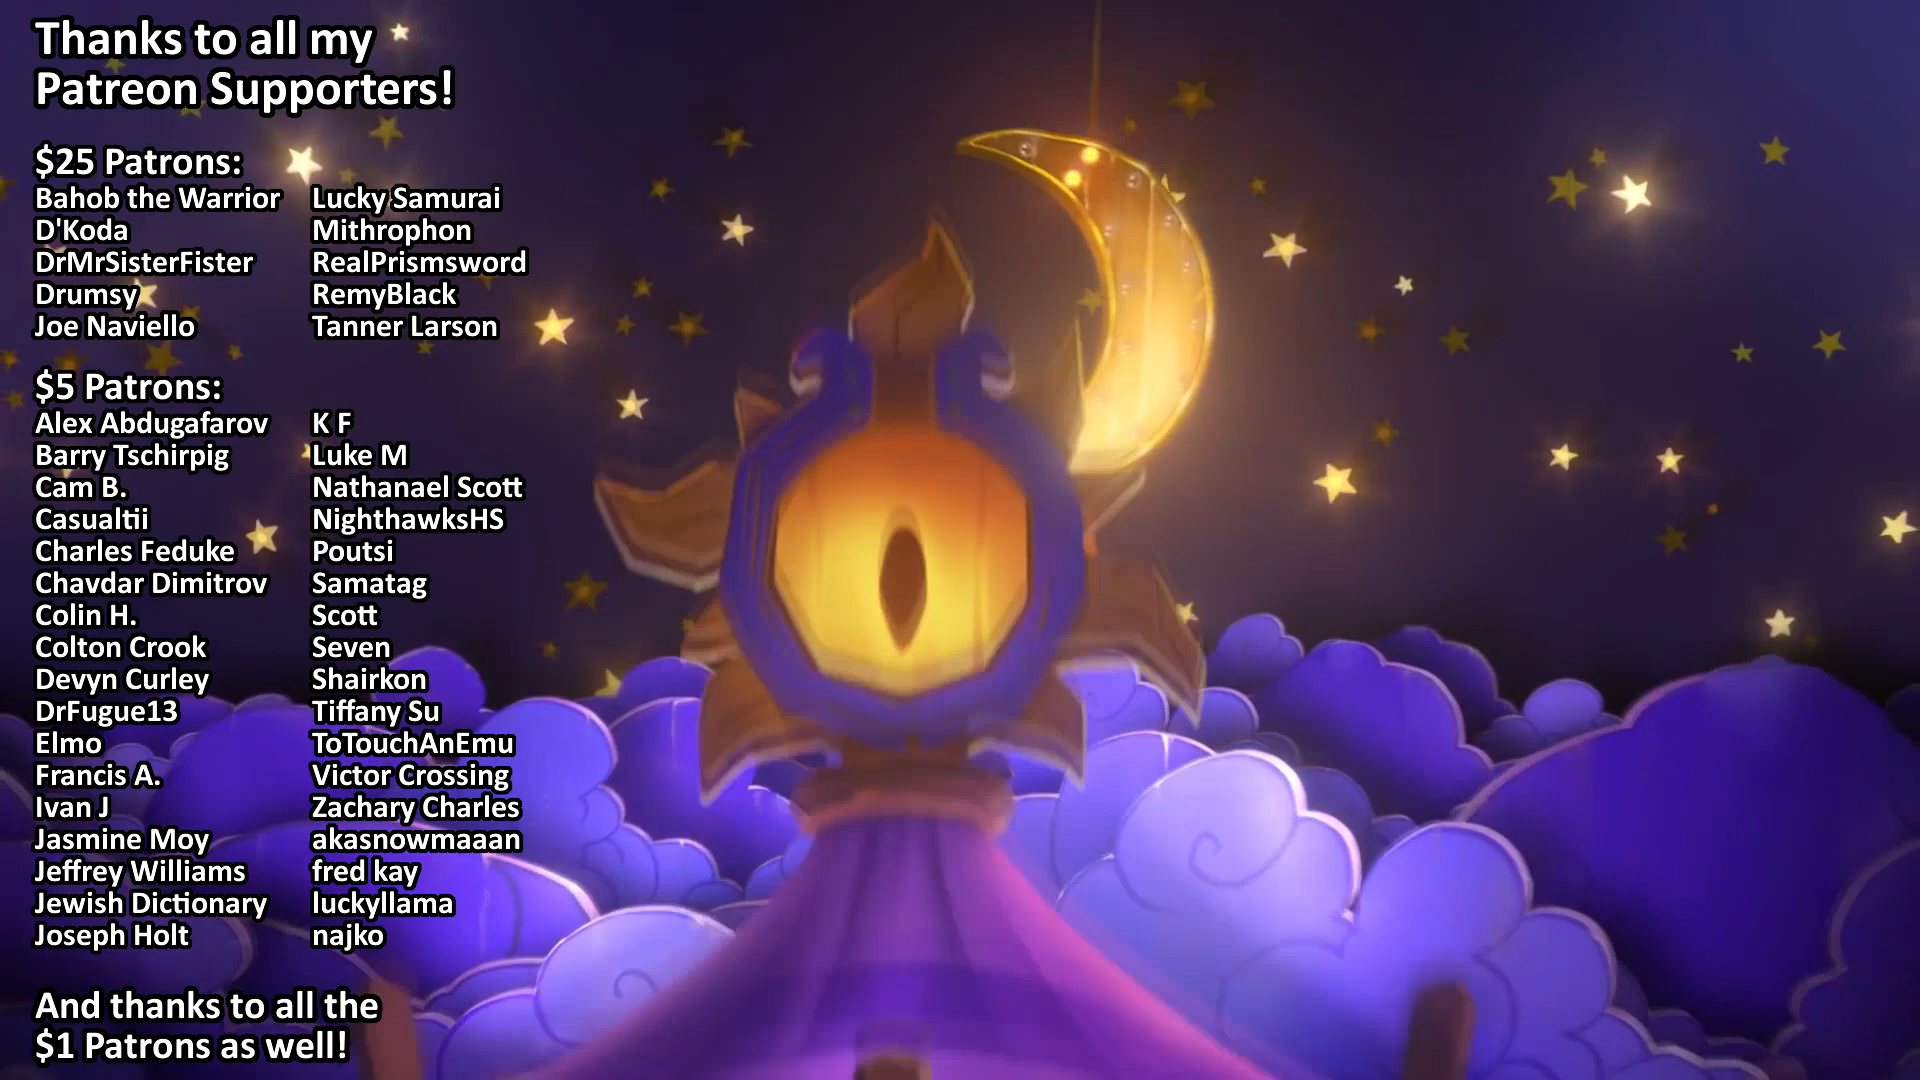 Thanks to all my
Patreon Supporters!
$25 Patrons:
Bahob the Warrior
D'Koda
DrMrSisterFister
Drumsy
Joe Naviello
Lucky Samurai
Mithrophon
RealPrismsword
RemyBlack
Tanner Larson
$5 Patrons:
Alex Abdugafarov
Barry Tschirpig
Cam B.
Casualtii
Charles Feduke
Chavdar Dimitrov
Colin H.
Colton Crook
Devyn Curley
DrFugue13
Elmo
Francis A.
Ivan J
Jasmine Moy
Jeffrey Williams
Jewish Dictionary
Joseph Holt
K F
Luke M
Nathanael Scott
NighthawksHS
Poutsi
Samatag
Scott
Seven
Shairkon
Tiffany Su
ToTouchAnEmu
Victor Crossing
Zachary Charles
akasnowmaaan
fred kay
luckyllama
najko
And thanks to all the
$1 Patrons as well!